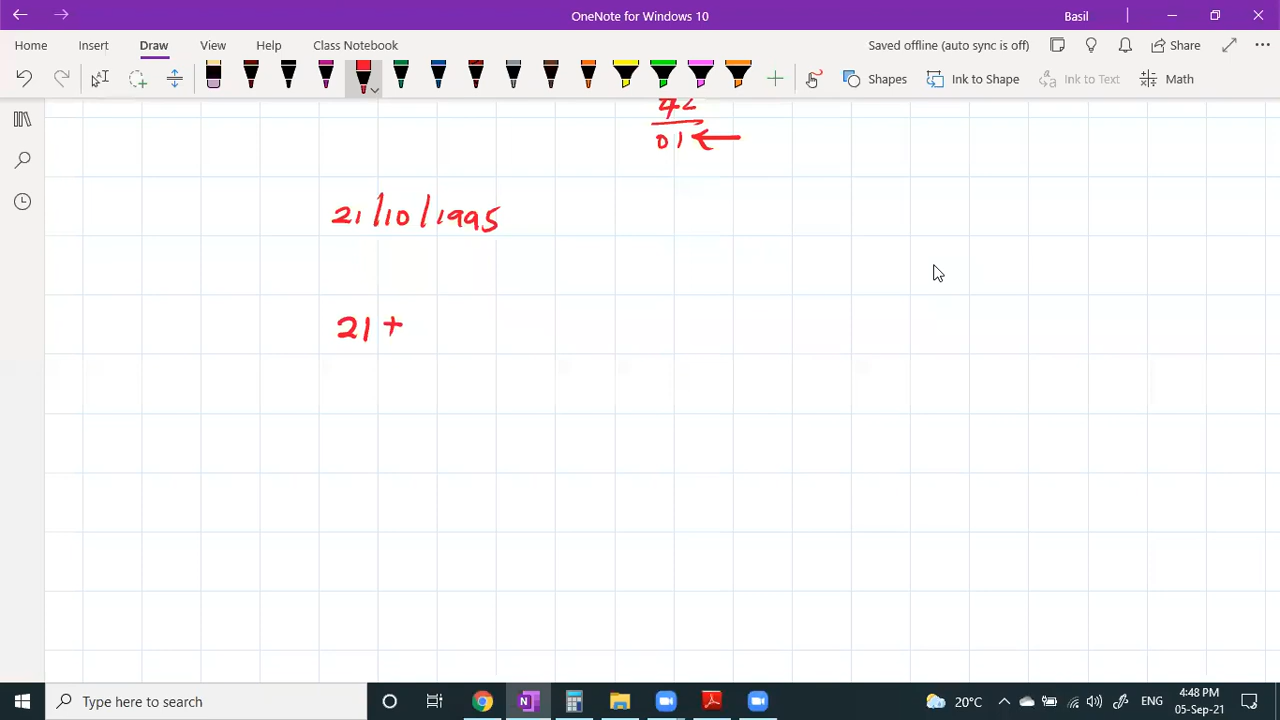 OneNote for Windows 10
Basil
Home Insert Draw View Help Class Notebook
Saved offline (auto sync is off)
Share
Shapes
Ink to Shape
Ink to Text
Math
01
21/10/1995
21 +
Type here to search
20°C
ENG
4:48 PM
05-Sep-21